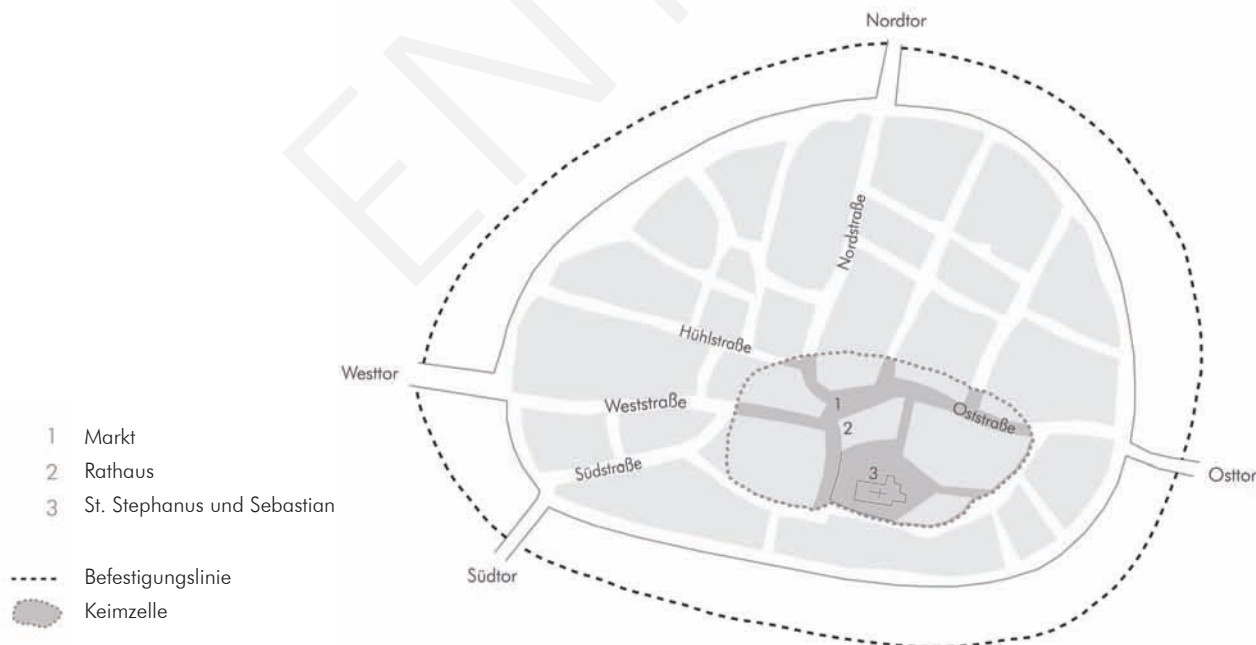 Nordtor
Nordstraße
Hühlstraße
Westtor
Weststraße
1
Oststraße
2
Südstraße
3
Osttor
Südtor
1 Markt
2 Rathaus
3 St. Stephanus und Sebastian
Befestigungslinie
Keimzelle
ENT